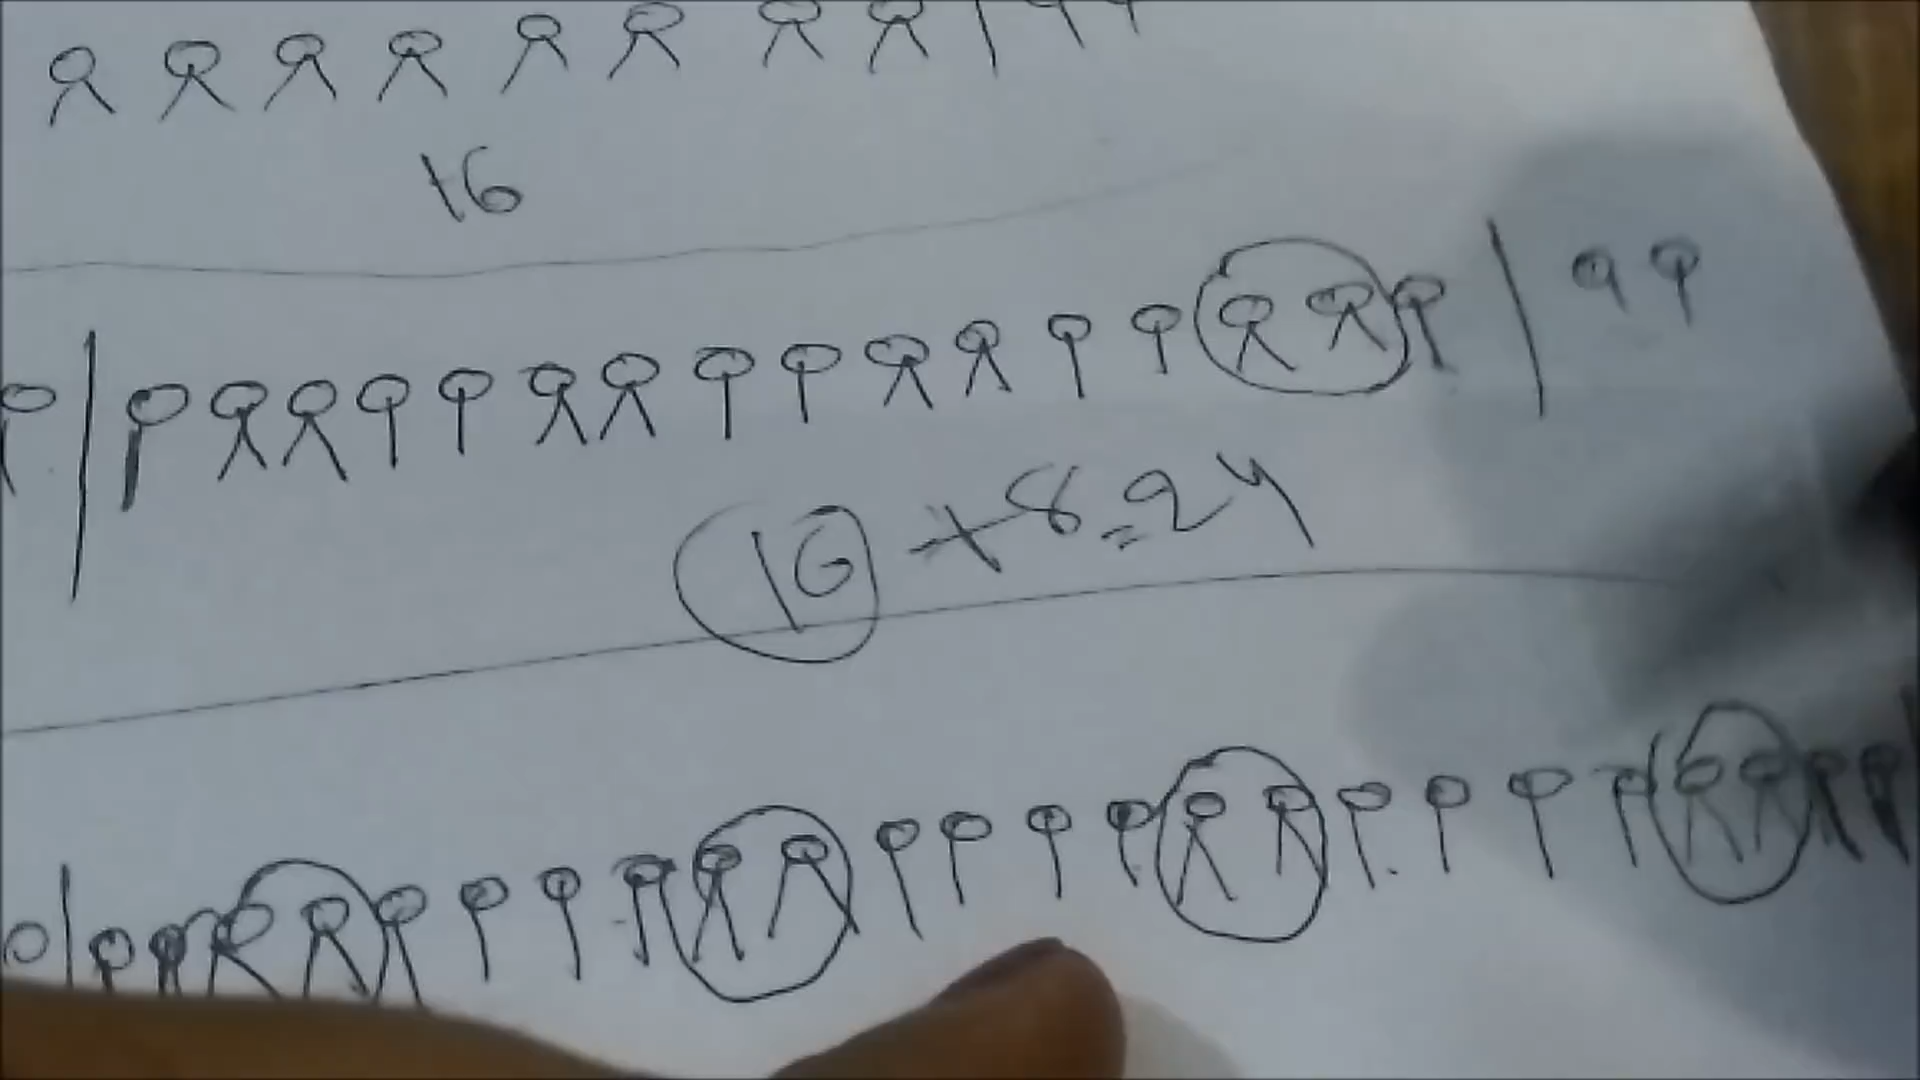 16
16 + 8 = 24